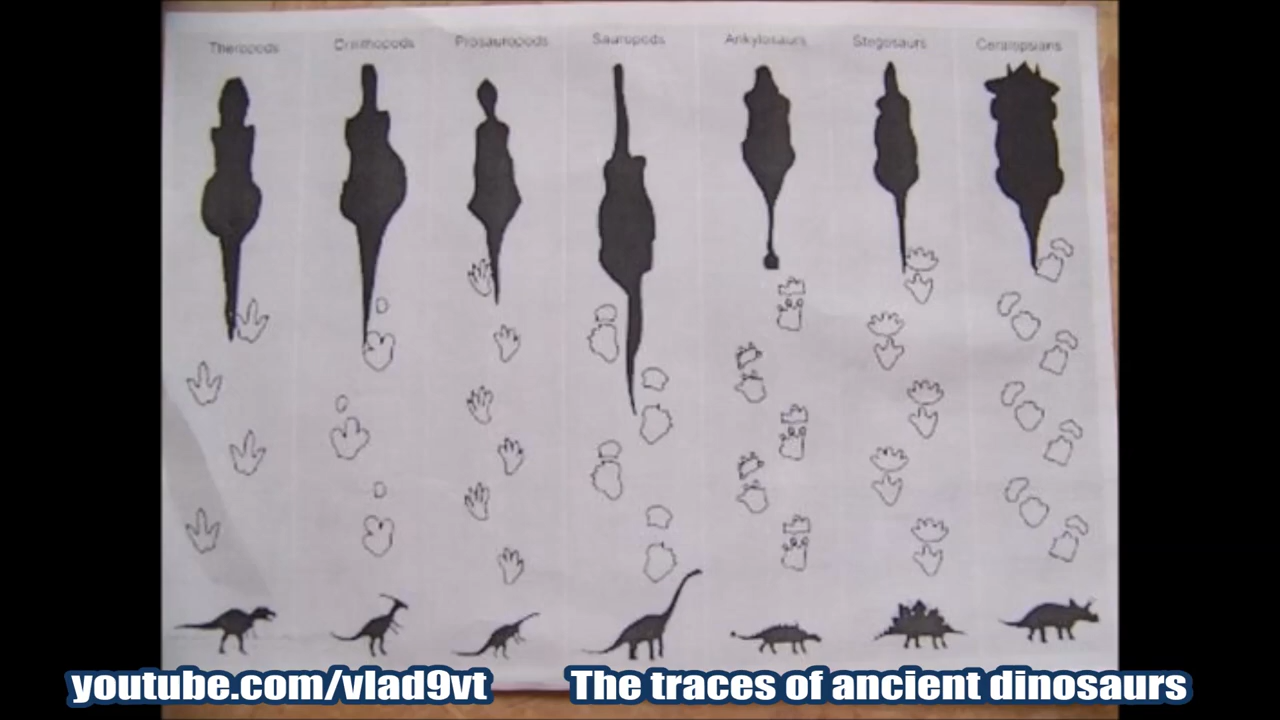 Theropods Ornithopods Prosauropods Sauropods Ankylosaurs Stegosaurs Ceratopsians
youtube.com/vlad9vt The traces of ancient dinosaurs